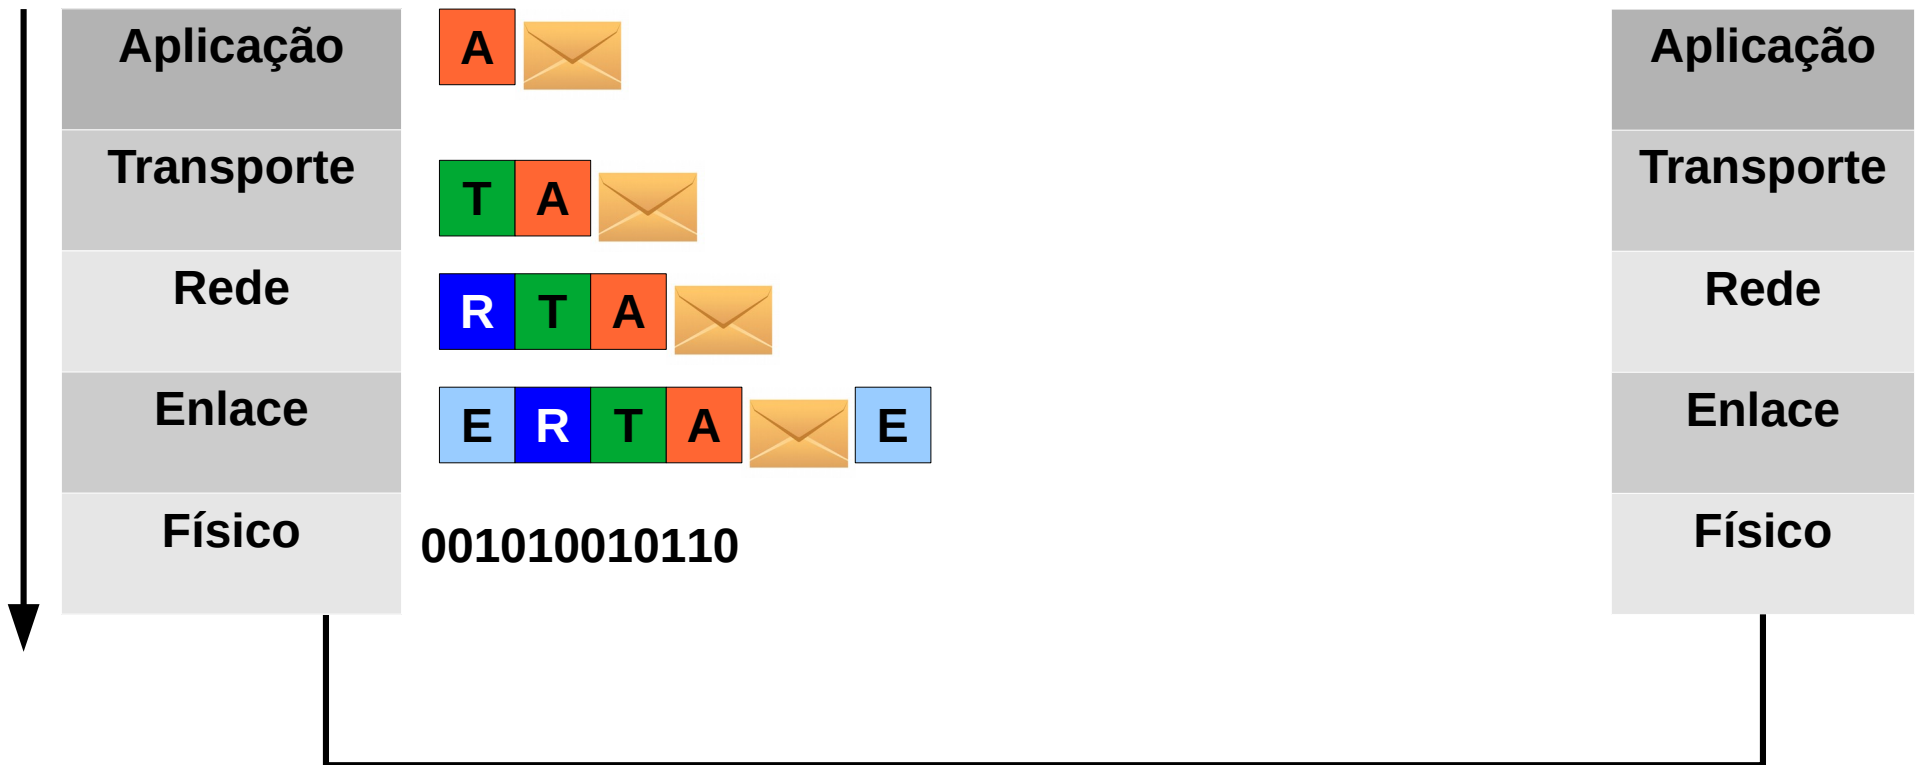 Aplicação A Aplicação
Transporte T A Transporte
Rede R T A Rede
Enlace E R T A E Enlace
Físico 001010010110 Físico